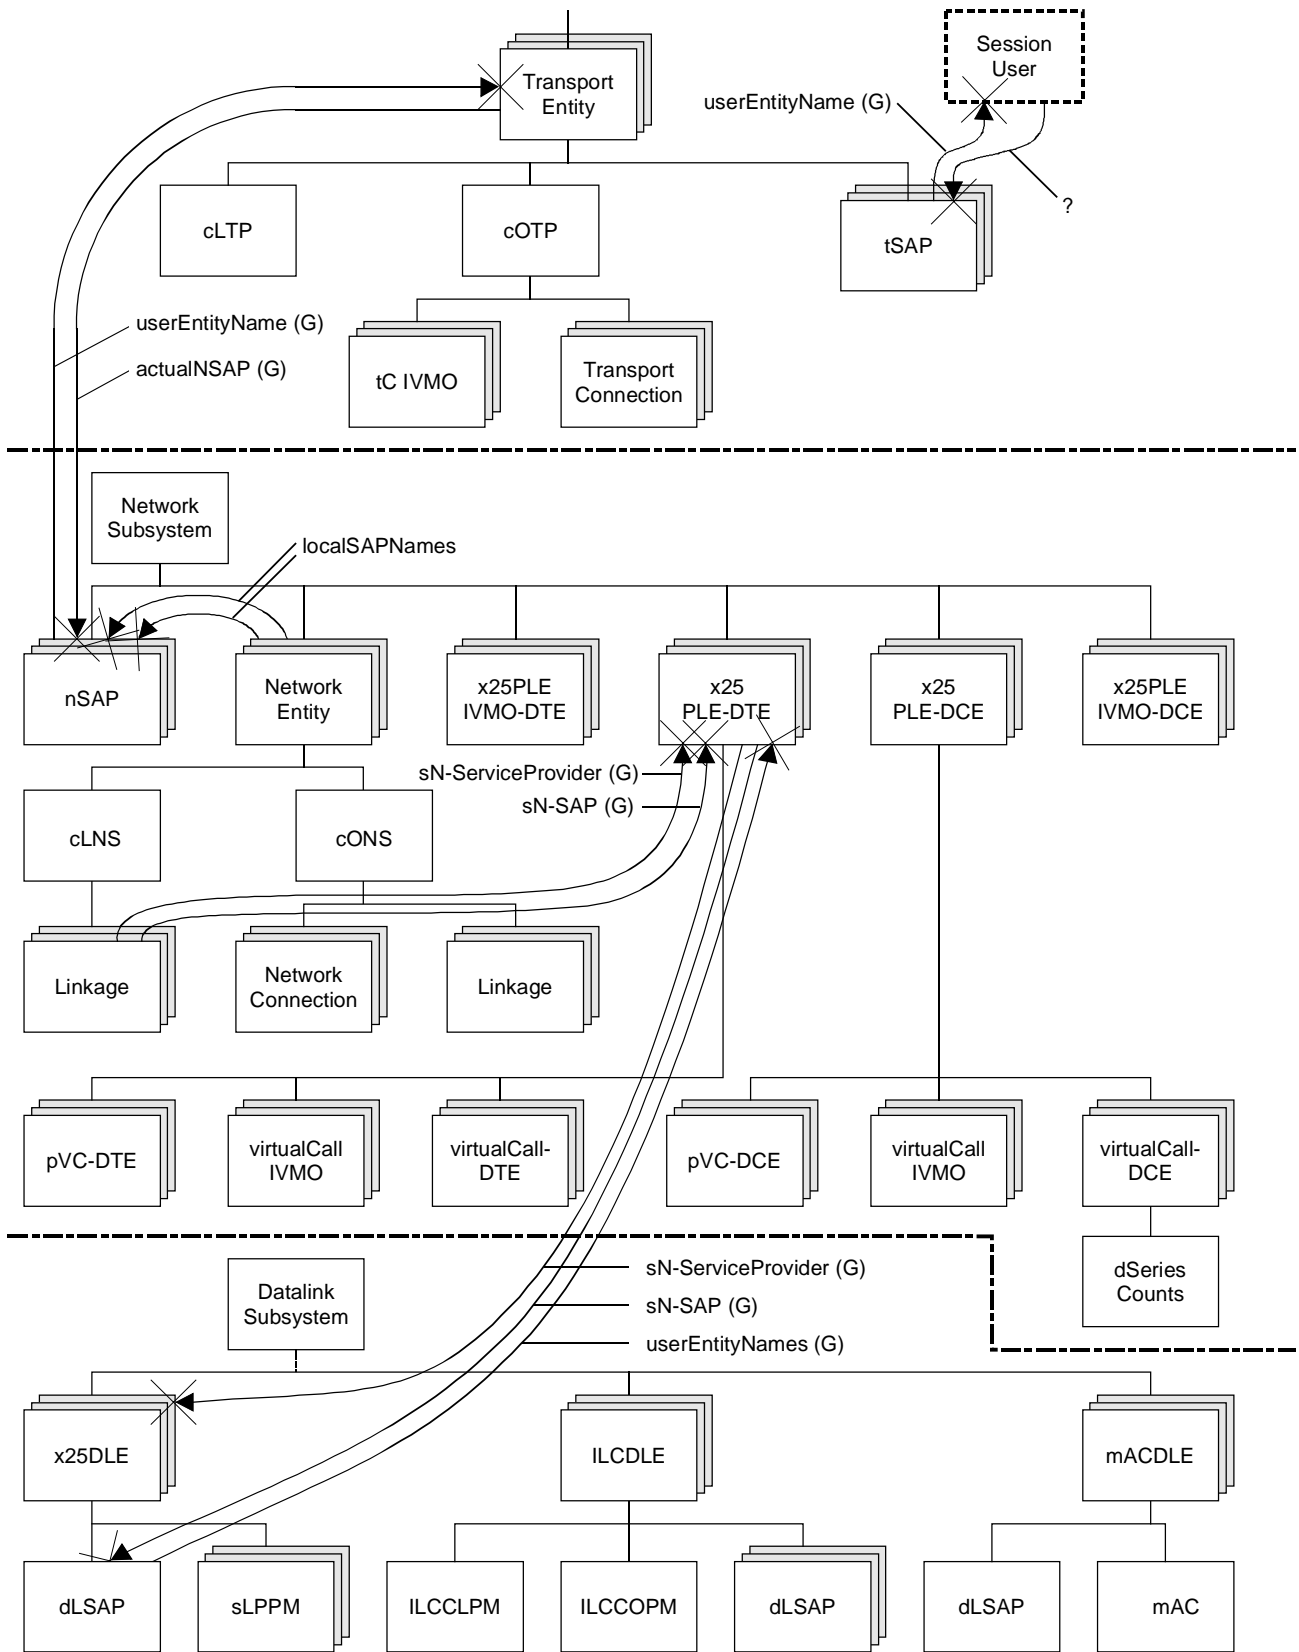 Session
User
Transport
Entity
userEntityName (G)
?
cLTP
cOTP
tSAP
userEntityName (G)
actualNSAP (G)
tC IVMO
Transport
Connection
Network
Subsystem
localSAPNames
nSAP
Network
Entity
x25PLE
IVMO-DTE
x25
PLE-DTE
x25
PLE-DCE
x25PLE
IVMO-DCE
sN-ServiceProvider (G)
sN-SAP (G)
cLNS
cONS
Linkage
Network
Connection
Linkage
pVC-DTE
virtualCall
IVMO
virtualCall-
DTE
pVC-DCE
virtualCall
IVMO
virtualCall-
DCE
Datalink
Subsystem
sN-ServiceProvider (G)
sN-SAP (G)
userEntityNames (G)
dSeries
Counts
x25DLE
lLCDLE
mACDLE
dLSAP
sLPPM
lLCCLPM
lLCCOPM
dLSAP
dLSAP
mAC